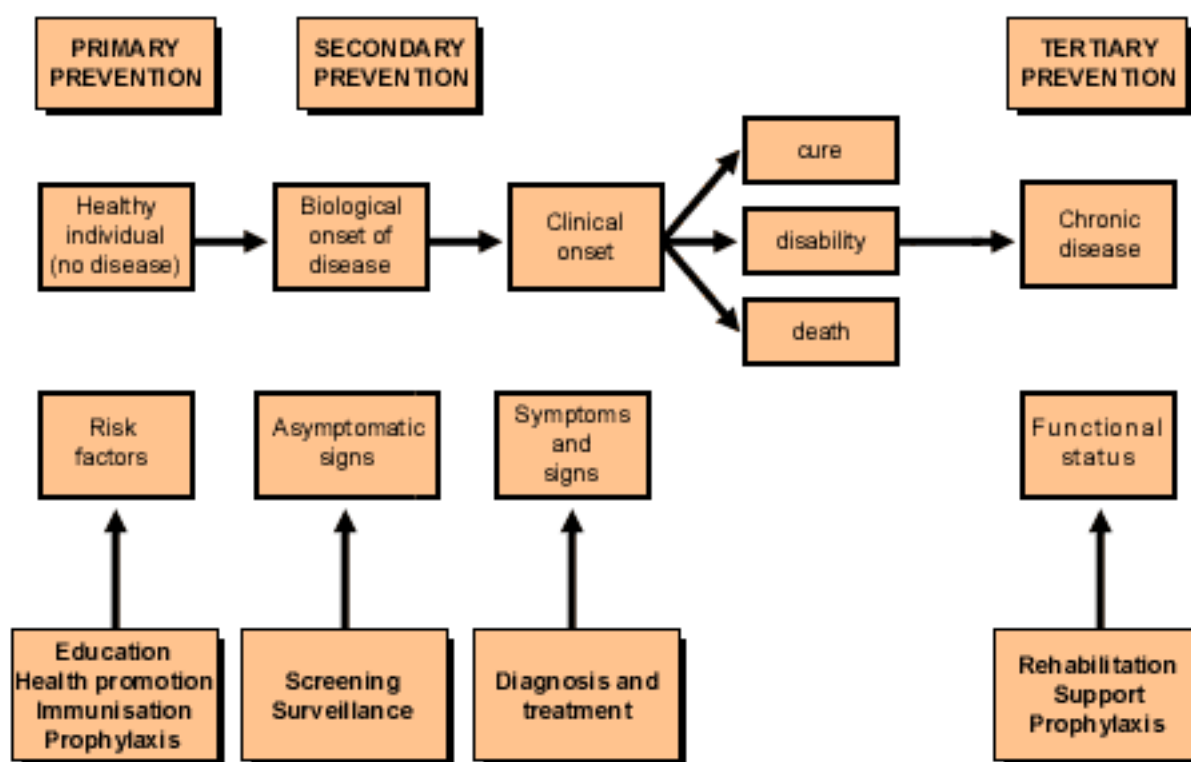 PRIMARY
PREVENTION
SECONDARY
PREVENTION
TERTIARY
PREVENTION
Healthy
individual
(no disease)
Biological
onset of
disease
Clinical
onset
cure
disability
death
Chronic
disease
Risk
factors
Asymptomatic
signs
Symptoms
and
signs
Functional
status
Education
Health promotion
Immunisation
Prophylaxis
Screening
Surveillance
Diagnosis and
treatment
Rehabilitation
Support
Prophylaxis